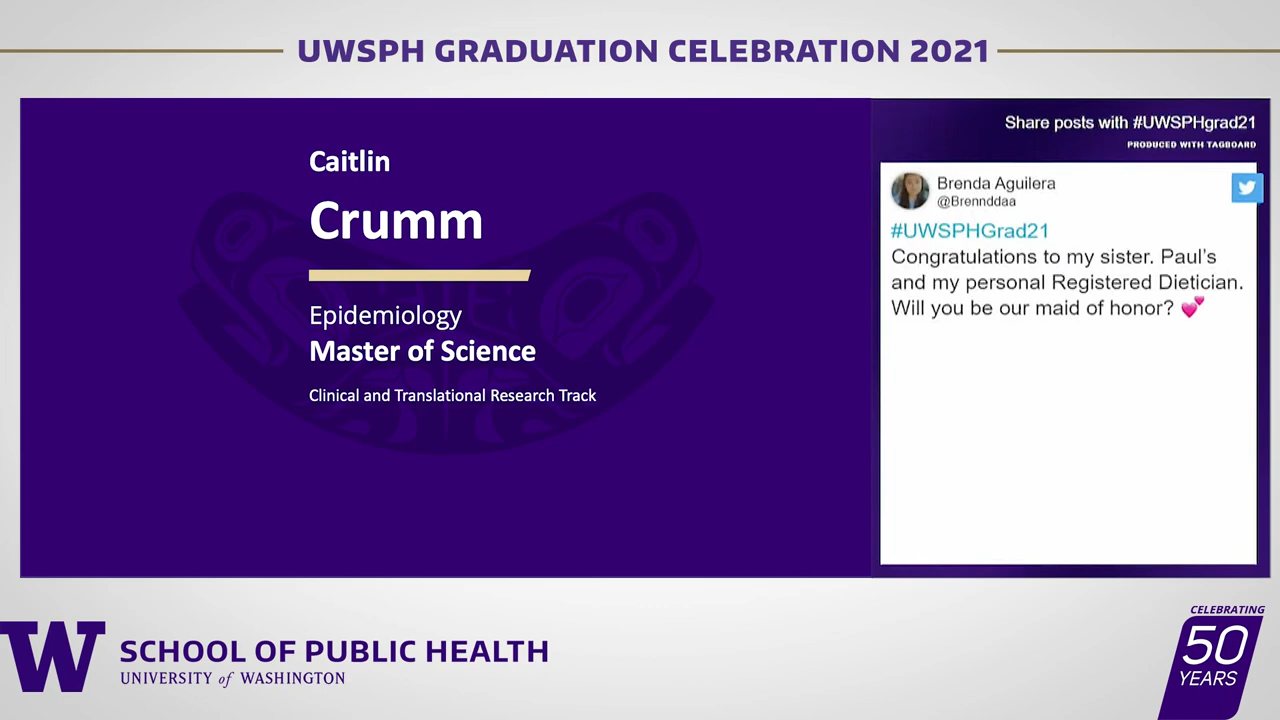 UWSPH GRADUATION CELEBRATION 2021
Caitlin
Crumm
Epidemiology
Master of Science
Clinical and Translational Research Track
Share posts with #UWSPHgrad21
PRODUCED WITH TAGBOARD
Brenda Aguilera
@Brennddaa
#UWSPHGrad21
Congratulations to my sister. Paul's
and my personal Registered Dietician.
Will you be our maid of honor? 💕
W
SCHOOL OF PUBLIC HEALTH
UNIVERSITY of WASHINGTON
CELEBRATING
50
YEARS